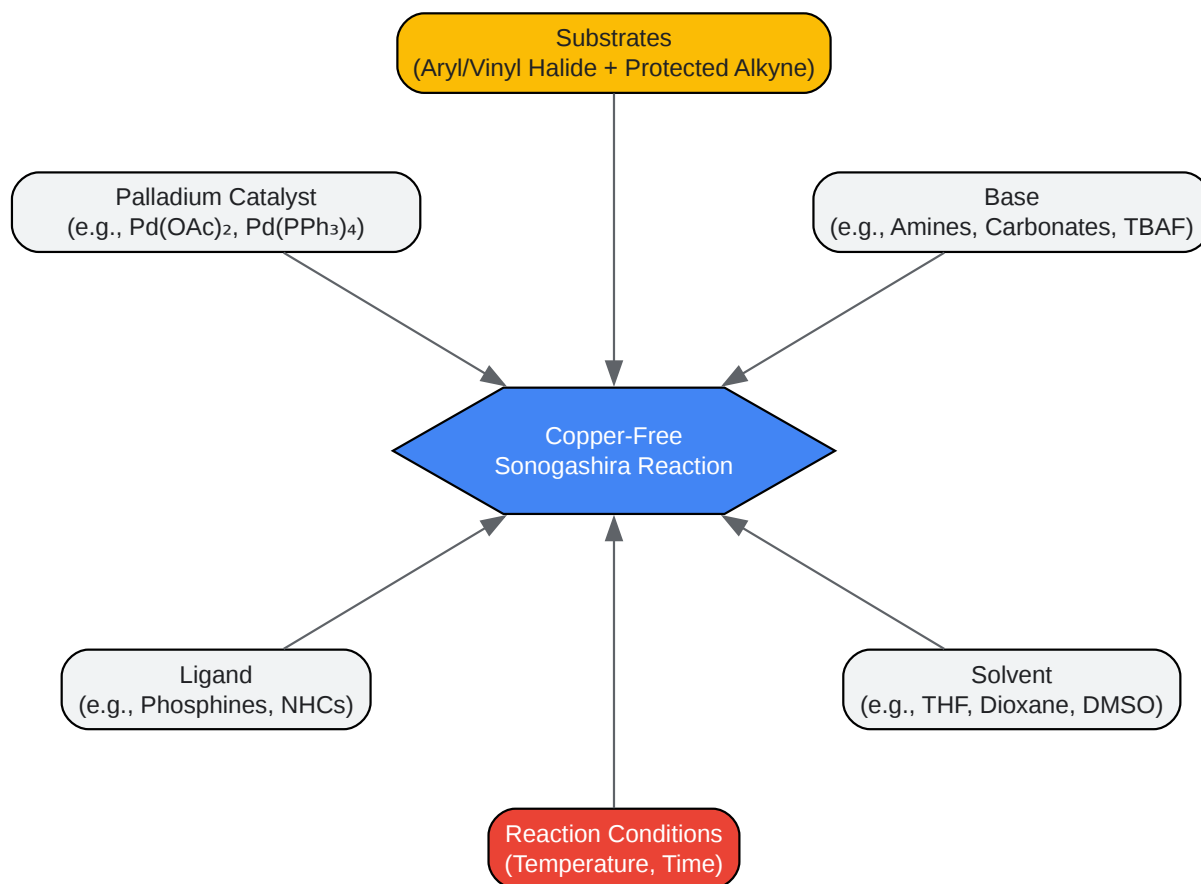 Substrates
(Aryl/Vinyl Halide + Protected Alkyne)
Palladium Catalyst
(e.g., Pd(OAc)₂, Pd(PPh₃)₄)
Base
(e.g., Amines, Carbonates, TBAF)
Copper-Free
Sonogashira Reaction
Ligand
(e.g., Phosphines, NHCs)
Solvent
(e.g., THF, Dioxane, DMSO)
Reaction Conditions
(Temperature, Time)